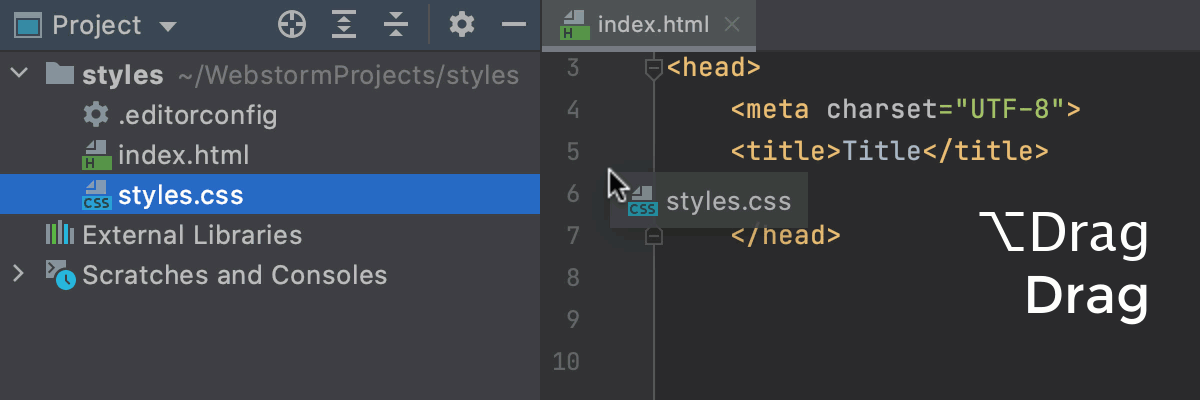 Project
styles ~/WebstormProjects/styles
.editorconfig
H index.html
CSS styles.css
External Libraries
Scratches and Consoles
H index.html
3 <head>
4 <meta charset="UTF-8">
5 <title>Title</title>
6
CSS styles.css
7 </head>
8
9
10
⌥Drag
Drag